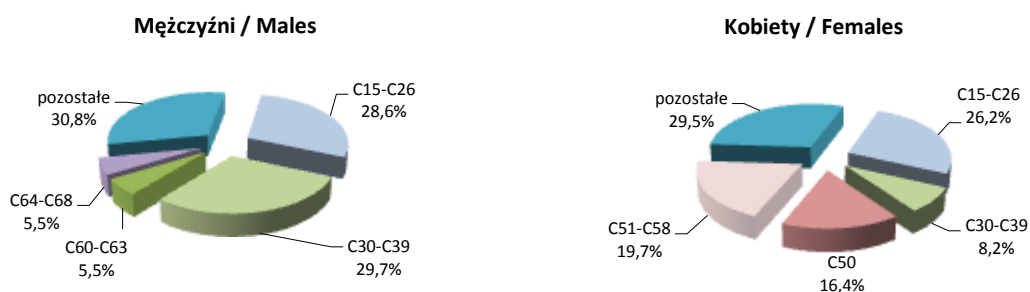 Mężczyźni / Males
pozostałe
30,8%
C15-C26
28,6%
C64-C68
5,5%
C60-C63
5,5%
C30-C39
29,7%
Kobiety / Females
pozostałe
29,5%
C15-C26
26,2%
C51-C58
19,7%
C50
16,4%
C30-C39
8,2%